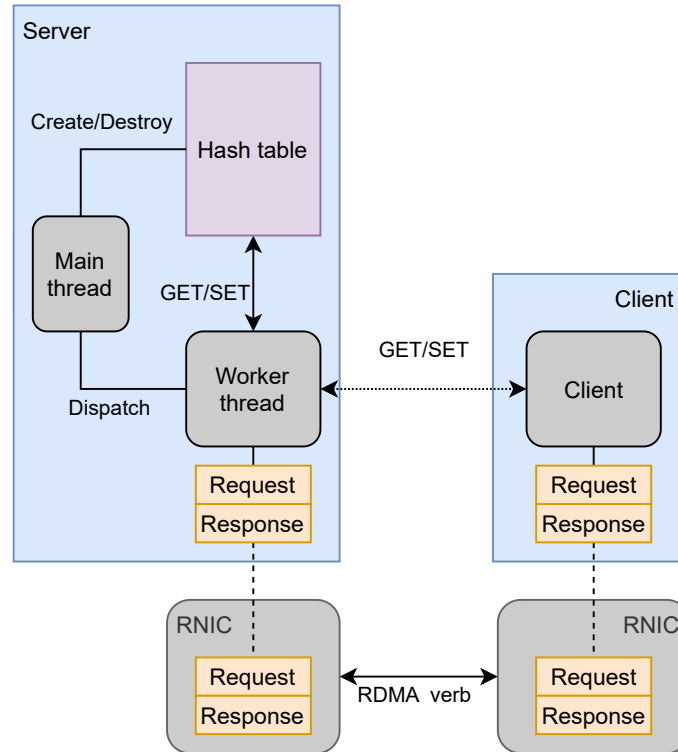 Server
Create/Destroy
Hash table
Main
thread
GET/SET
Client
GET/SET
Worker
thread
Client
Dispatch
Request
Response
Request
Response
RNIC
RNIC
Request
Response
RDMA verb
Request
Response